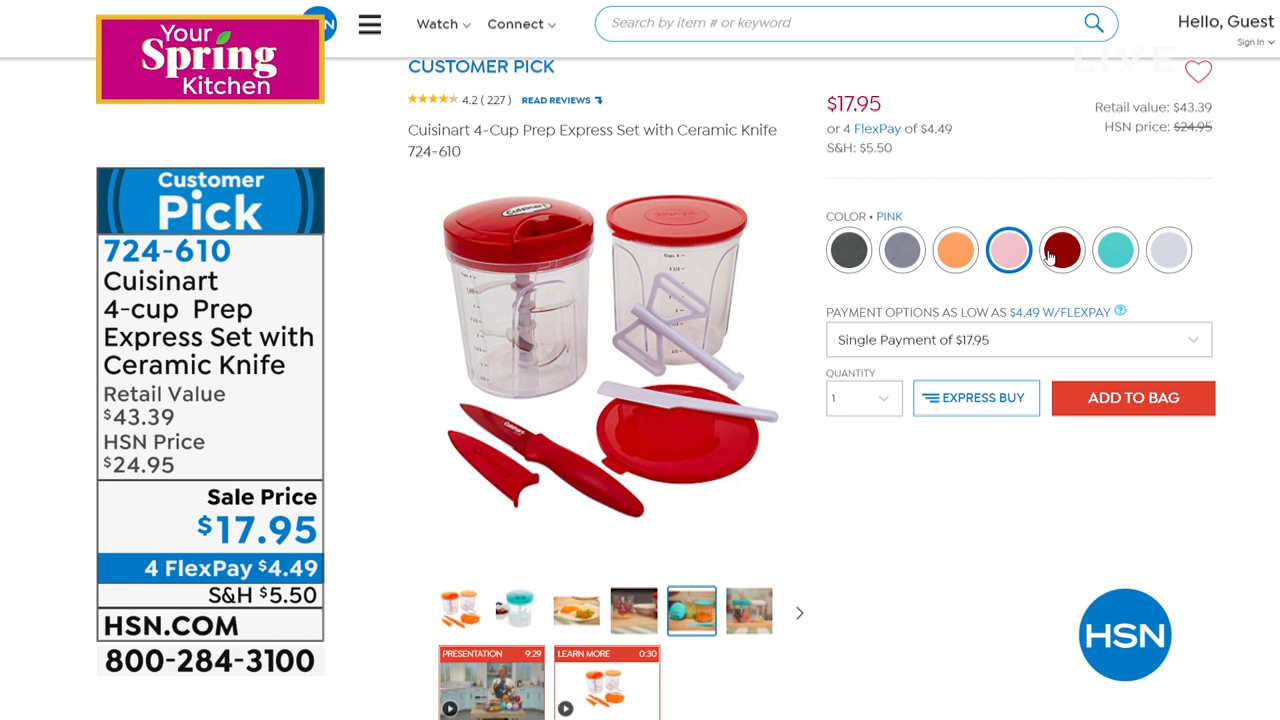 Your
Spring
Kitchen
N
Watch
Connect
Search by item # or keyword
Hello, Guest
Sign In
LIVE
CUSTOMER PICK
4.2 ( 227 )
READ REVIEWS
Cuisinart 4-Cup Prep Express Set with Ceramic Knife
724-610
$17.95
or 4 FlexPay of $4.49
S&H: $5.50
Retail value: $43.39
HSN price: $24.95
COLOR • PINK
PAYMENT OPTIONS AS LOW AS $4.49 W/FLEXPAY ?
Single Payment of $17.95
QUANTITY
1
EXPRESS BUY
ADD TO BAG
Customer
Pick
724-610
Cuisinart
4-cup Prep
Express Set with
Ceramic Knife
Retail Value
$43.39
HSN Price
$24.95
Sale Price
$17.95
4 FlexPay $4.49
S&H $5.50
HSN.COM
800-284-3100
Cuisinart
Cuisinart
PRESENTATION 9:29
LEARN MORE 0:30
HSN